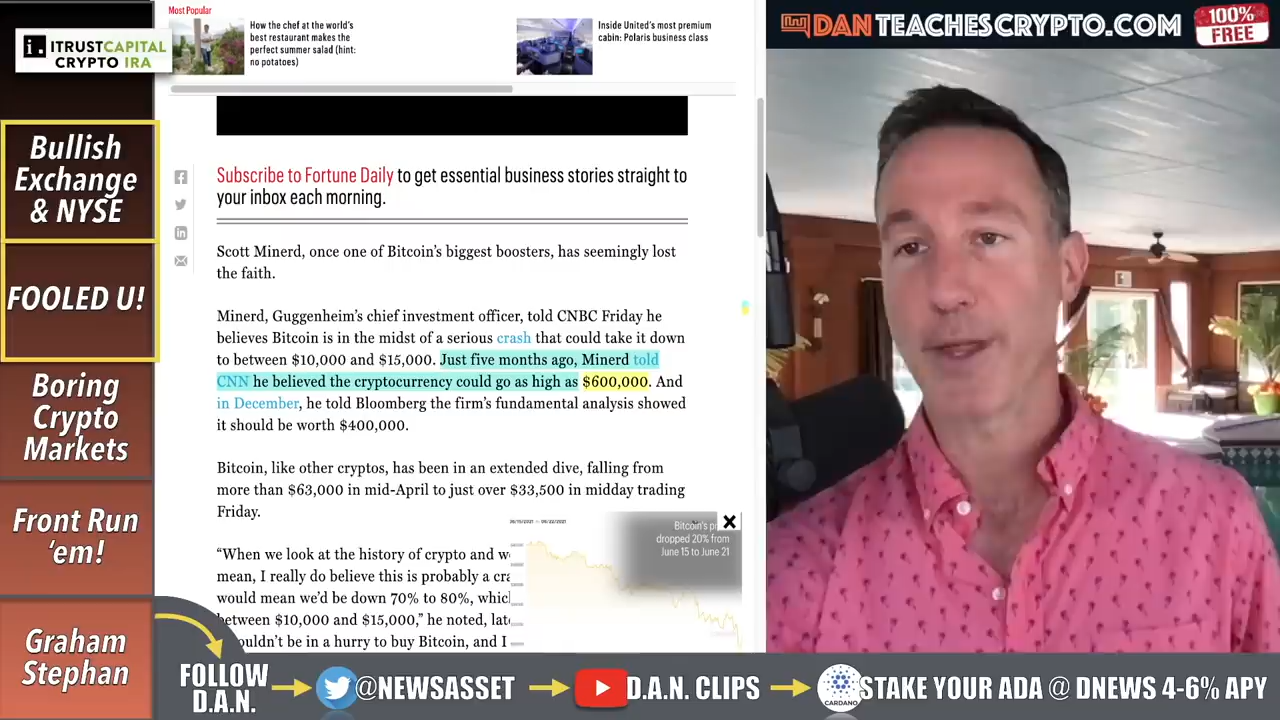 Most Popular
How the chef at the world's
best restaurant makes the
perfect summer salad (hint:
no potatoes)
Inside United's most premium
cabin: Polaris business class
DANTEACHESCRYPTO.COM
100%
FREE
i.
ITRUSTCAPITAL
CRYPTO IRA
Bullish
Exchange
& NYSE
FOOLED U!
Boring
Crypto
Markets
Front Run
‘em!
Graham
Stephan
Subscribe to Fortune Daily to get essential business stories straight to
your inbox each morning.
Scott Minerd, once one of Bitcoin’s biggest boosters, has seemingly lost
the faith.
Minerd, Guggenheim’s chief investment officer, told CNBC Friday he
believes Bitcoin is in the midst of a serious crash that could take it down
to between $10,000 and $15,000. Just five months ago, Minerd told
CNN he believed the cryptocurrency could go as high as $600,000. And
in December, he told Bloomberg the firm’s fundamental analysis showed
it should be worth $400,000.
Bitcoin, like other cryptos, has been in an extended dive, falling from
more than $63,000 in mid-April to just over $33,500 in midday trading
Friday.
“When we look at the history of crypto and
mean, I really do believe this is probably a
would mean we’d be down 70% to 80%,
between $10,000 and $15,000,” he noted,
in a hurry to buy Bitcoin, and I
Bitcoin's
dropped 20% from
June 15 to June 21
FOLLOW
D.A.N.
@NEWSASSET
D.A.N. CLIPS
CARDANO
STAKE YOUR ADA @ DNEWS 4-6% APY